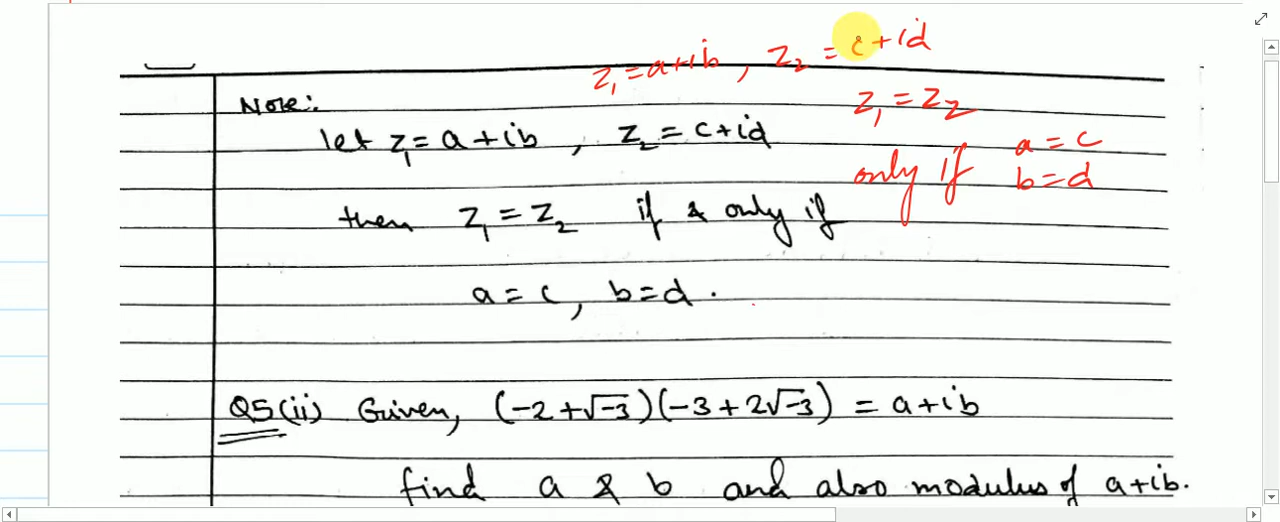 z₁ = a+ib , z₂ = c+id
z₁ = z₂
only if a = c
b = d
Note:
let z₁ = a + ib , z₂ = c + id
then z₁ = z₂ if & only if
a = c, b = d .
Q5(ii) Given, (-2 + √-3)(-3 + 2√-3) = a + ib
find a & b and also modulus of a+ib.